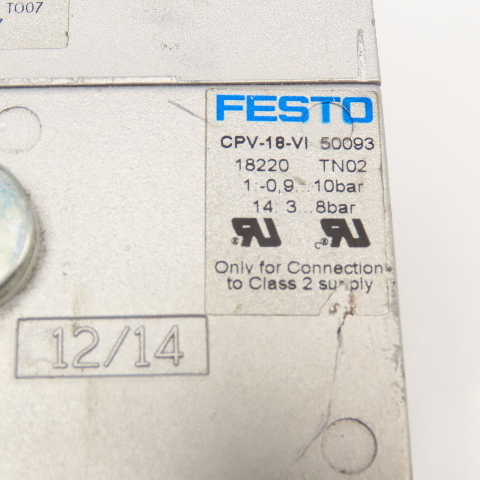 TO07
FESTO
CPV-18-VI 50093
18220 TN02
1:-0,9...10bar
14: 3...8bar
Only for Connection
to Class 2 supply
12/14